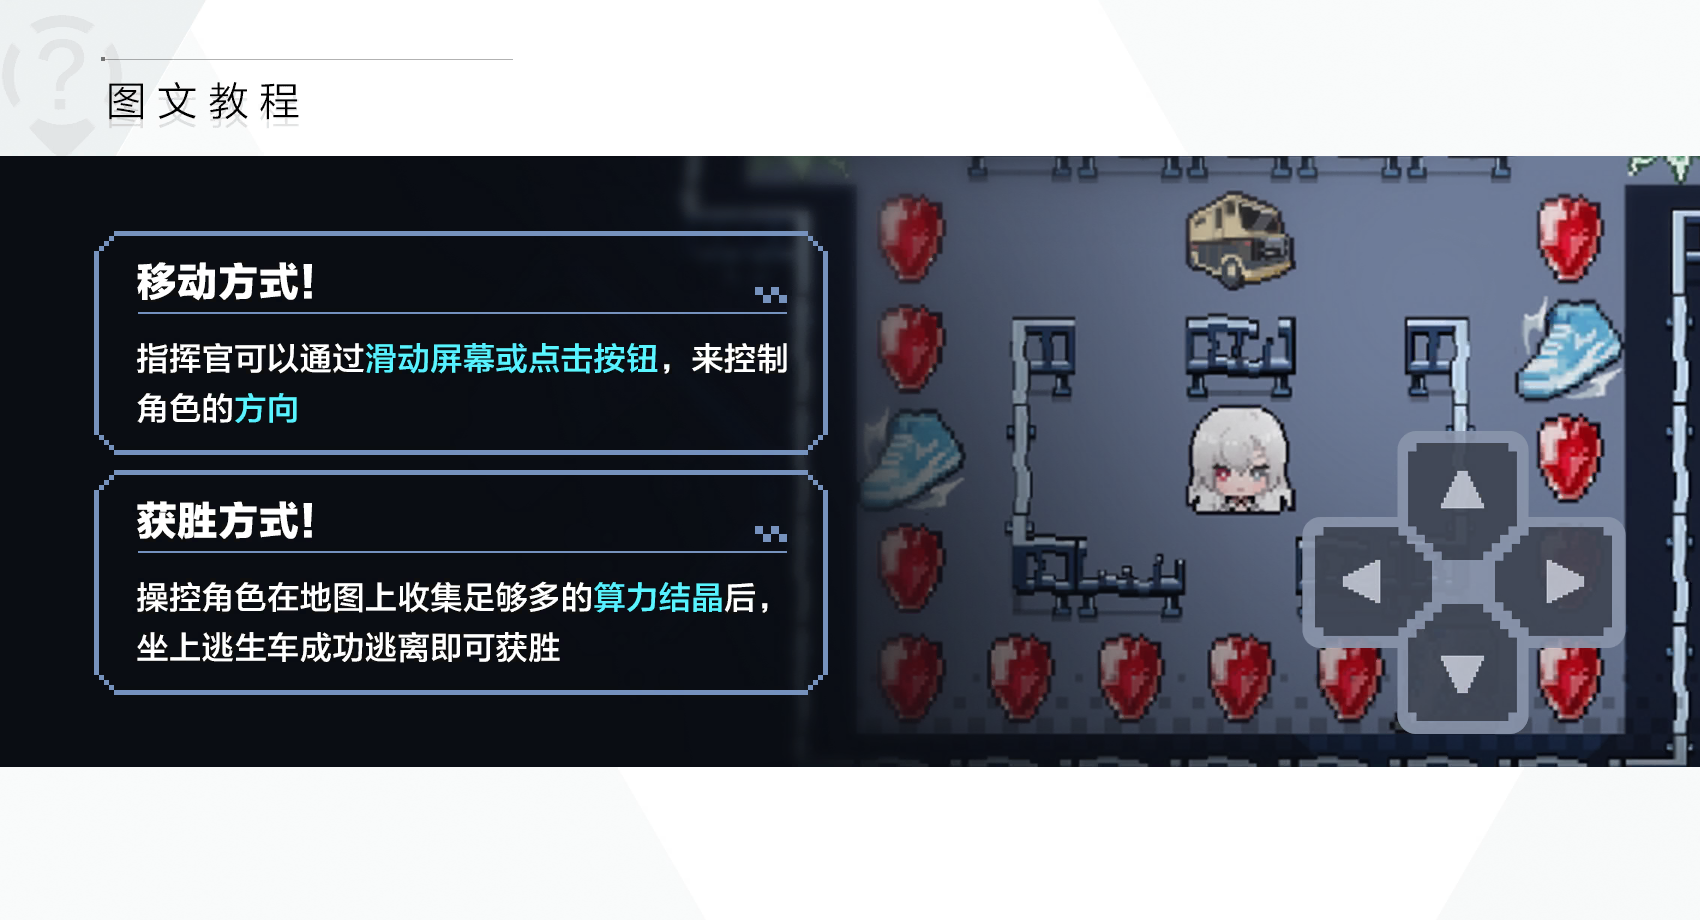 图文教程
移动方式!
指挥官可以通过滑动屏幕或点击按钮，来控制
角色的方向
获胜方式!
操控角色在地图上收集足够多的算力结晶后，
坐上逃生车成功逃离即可获胜